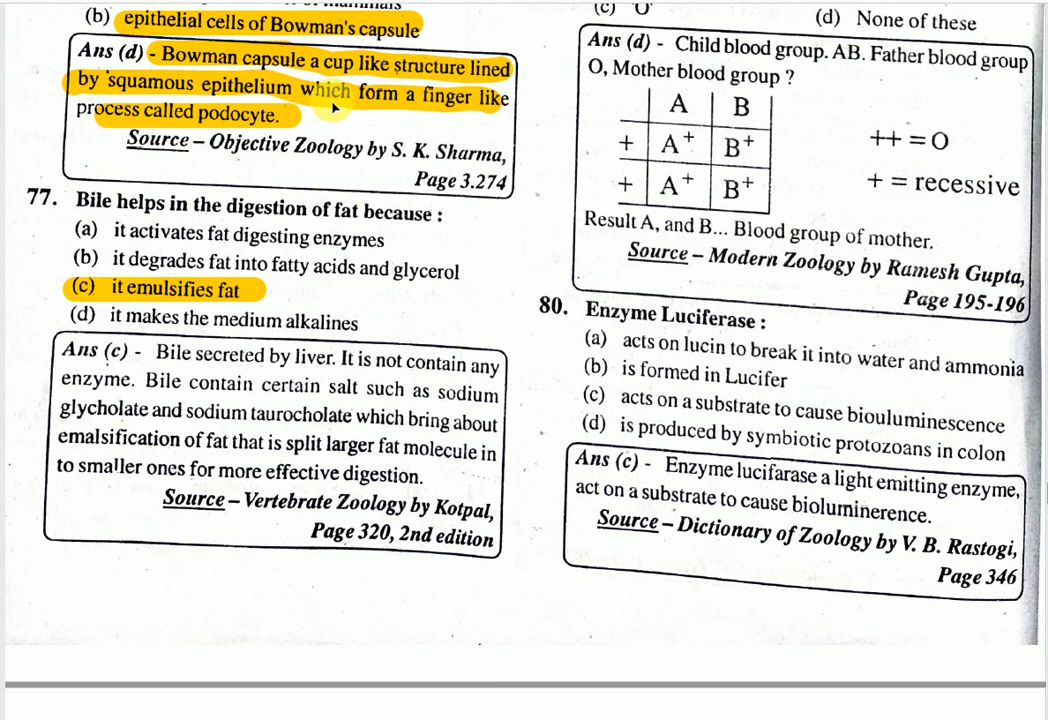 (b) epithelial cells of Bowman's capsule
Ans (d) - Bowman capsule a cup like structure lined
by squamous epithelium which form a finger like
process called podocyte.
Source – Objective Zoology by S. K. Sharma,
Page 3.274
77. Bile helps in the digestion of fat because :
(a) it activates fat digesting enzymes
(b) it degrades fat into fatty acids and glycerol
(c) it emulsifies fat
(d) it makes the medium alkalines
Ans (c) - Bile secreted by liver. It is not contain any
enzyme. Bile contain certain salt such as sodium
glycholate and sodium taurocholate which bring about
emalsification of fat that is split larger fat molecule in
to smaller ones for more effective digestion.
Source – Vertebrate Zoology by Kotpal,
Page 320, 2nd edition
(c) 'O'
(d) None of these
Ans (d) - Child blood group. AB. Father blood group
O, Mother blood group ?
A B
+ A+ B+
+ A+ B+
++ = O
+ = recessive
Result A, and B... Blood group of mother.
Source – Modern Zoology by Ramesh Gupta,
Page 195-196
80. Enzyme Luciferase :
(a) acts on lucin to break it into water and ammonia
(b) is formed in Lucifer
(c) acts on a substrate to cause biouluminescence
(d) is produced by symbiotic protozoans in colon
Ans (c) - Enzyme lucifarase a light emitting enzyme,
act on a substrate to cause bioluminerence.
Source – Dictionary of Zoology by V. B. Rastogi,
Page 346